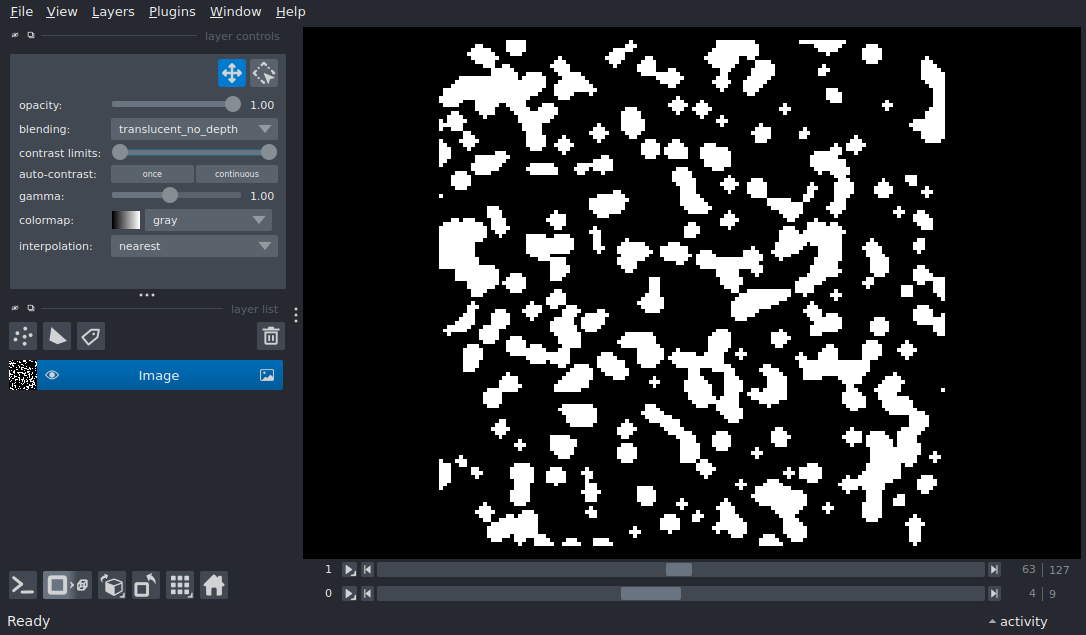 File View Layers Plugins Window Help
layer controls
opacity: 1.00
blending: translucent_no_depth
contrast limits:
auto-contrast: once continuous
gamma: 1.00
colormap: gray
interpolation: nearest
layer list
Image
1 63 127
0 4 9
Ready activity